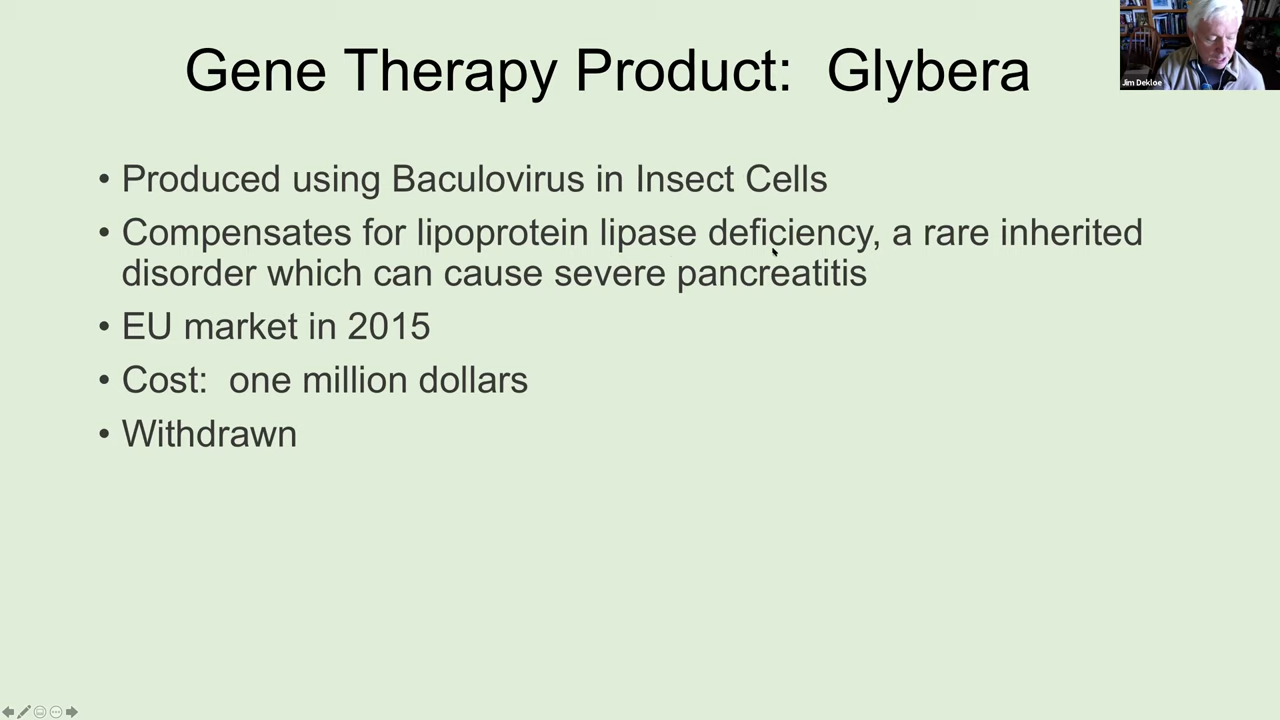 Gene Therapy Product:  Glybera
Jim Dekloe
• Produced using Baculovirus in Insect Cells
• Compensates for lipoprotein lipase deficiency, a rare inherited
disorder which can cause severe pancreatitis
• EU market in 2015
• Cost:  one million dollars
• Withdrawn